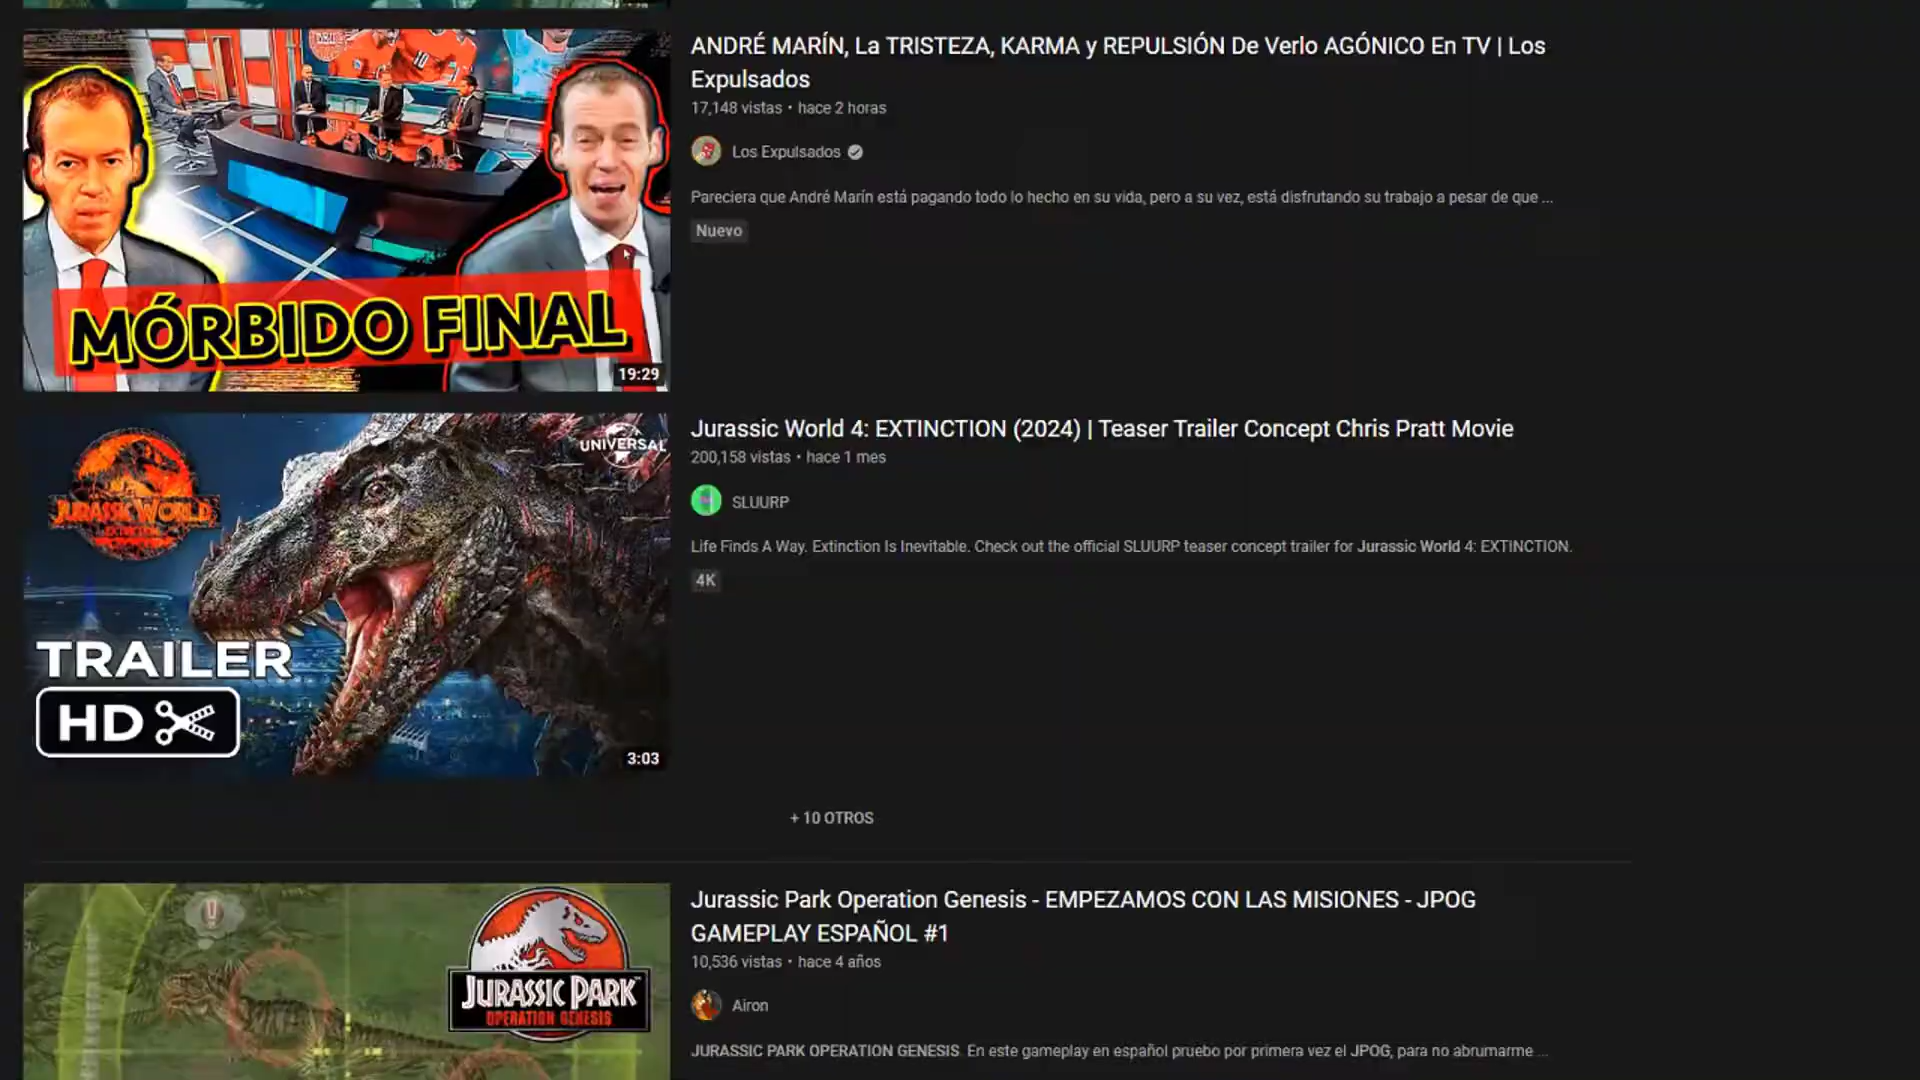 ANDRÉ MARÍN, La TRISTEZA, KARMA y REPULSIÓN De Verlo AGÓNICO En TV | Los
Expulsados
17,148 vistas • hace 2 horas
Los Expulsados
Pareciera que André Marín está pagando todo lo hecho en su vida, pero a su vez, está disfrutando su trabajo a pesar de que ...
Nuevo
MÓRBIDO FINAL
19:29
Jurassic World 4: EXTINCTION (2024) | Teaser Trailer Concept Chris Pratt Movie
200,158 vistas • hace 1 mes
SLUURP
Life Finds A Way. Extinction Is Inevitable. Check out the official SLUURP teaser concept trailer for Jurassic World 4: EXTINCTION.
4K
UNIVERSAL
JURASSIC WORLD
EXTINCTION
TRAILER
HD
3:03
+ 10 OTROS
Jurassic Park Operation Genesis - EMPEZAMOS CON LAS MISIONES - JPOG
GAMEPLAY ESPAÑOL #1
10,536 vistas • hace 4 años
Airon
JURASSIC PARK OPERATION GENESIS En este gameplay en español pruebo por primera vez el JPOG, para no abrumarme ...
!
JURASSIC PARK
OPERATION GENESIS